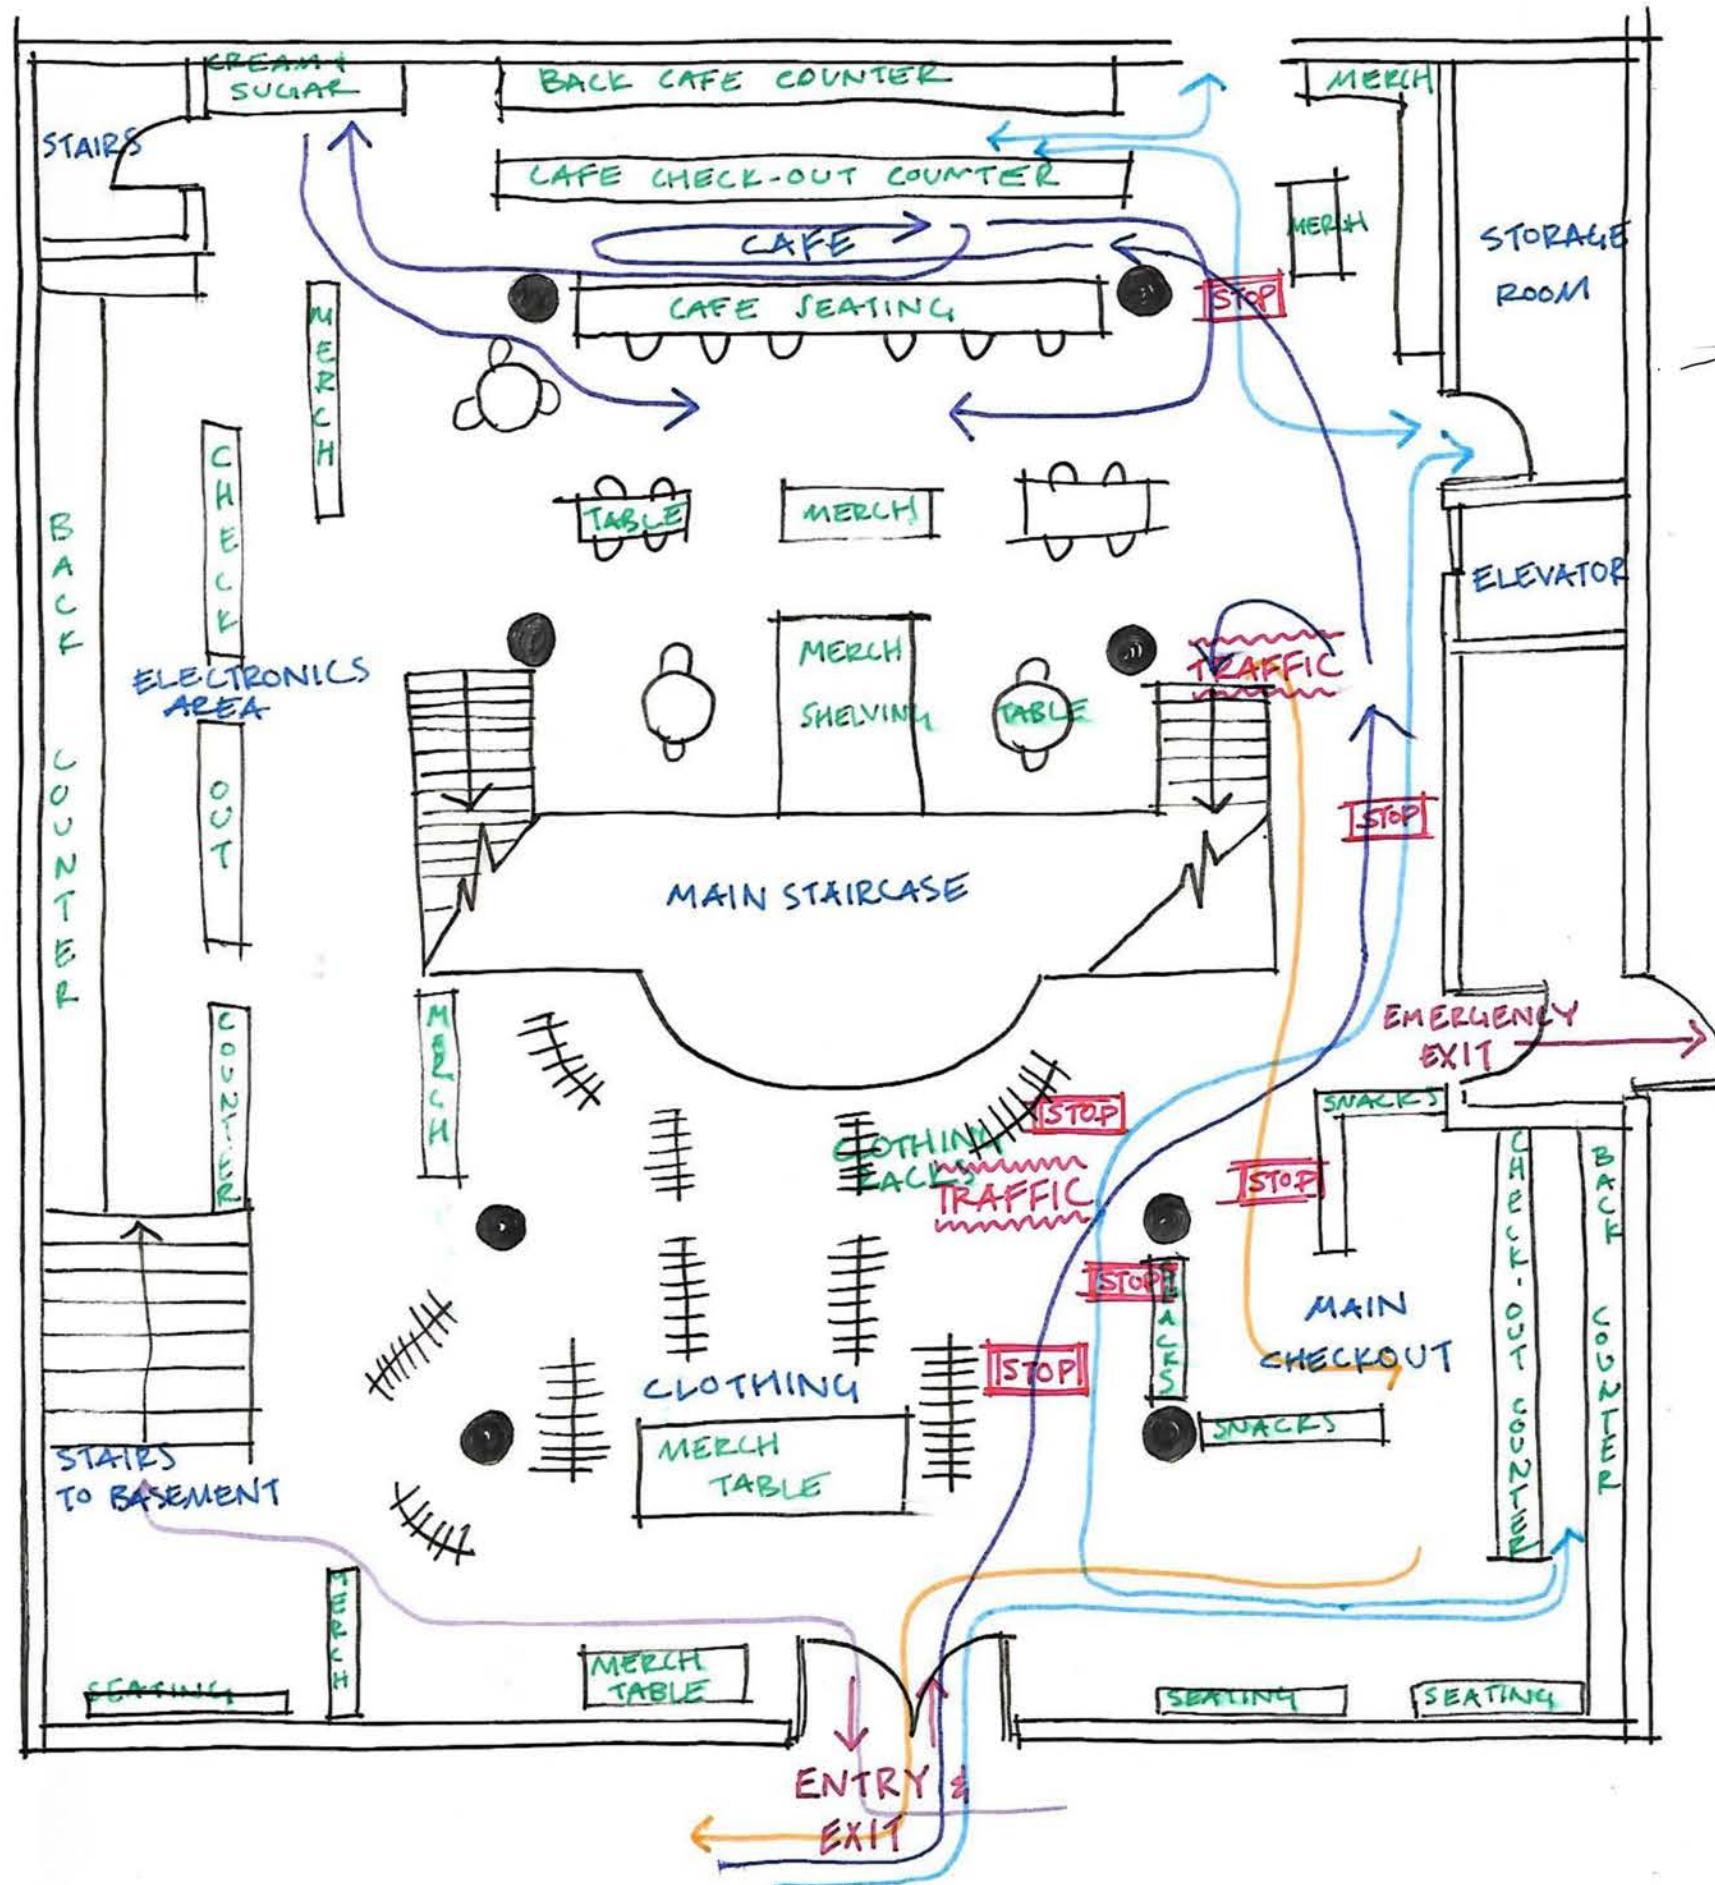 CREAM &
SUGAR
BACK CAFE COUNTER
MERCH
STAIRS
CAFE CHECK-OUT COUNTER
MERCH
CAFE
STORAGE
ROOM
STOP
CAFE SEATING
MERCH
CHECK
OUT
COUNTER
BACK COUNTER
TABLE
MERCH
ELEVATOR
ELECTRONICS
AREA
MERCH
SHELVING
TABLE
TRAFFIC
STOP
MAIN STAIRCASE
EMERGENCY
EXIT
MERCH
STOP
SNACKS
CLOTHING
RACKS
TRAFFIC
STOP
CHECK-OUT COUNTER
BACK COUNTER
STOP
MAIN
CHECKOUT
STOP
CLOTHING
SNACKS
MERCH
TABLE
STAIRS
TO BASEMENT
MERCH
SEATING
MERCH
TABLE
SEATING
SEATING
ENTRY &
EXIT